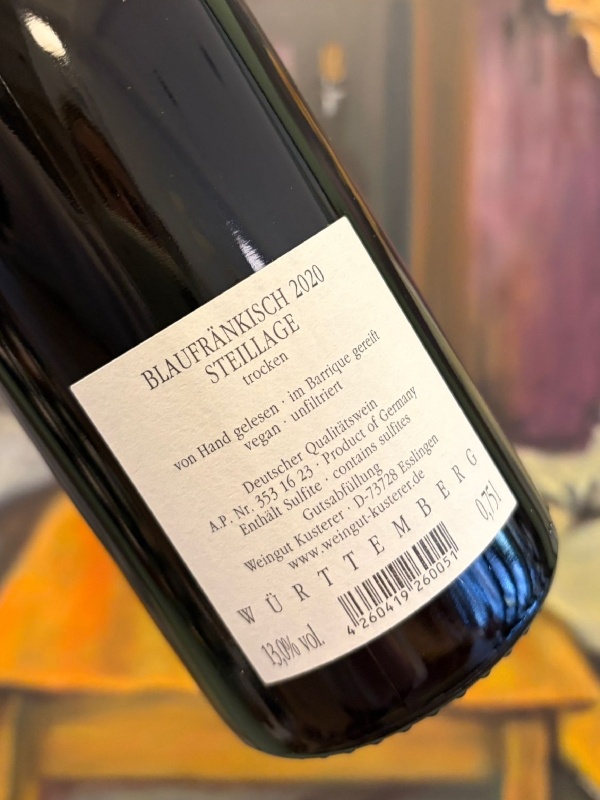 BLAUFRÄNKISCH 2020
STEILLAGE
trocken
von Hand gelesen · im Barrique gereift
vegan · unfiltriert
Deutscher Qualitätswein
A.P. Nr. 353 16 23 · Product of Germany
Enthält Sulfite · contains sulfites
Gutsabfüllung
Weingut Kusterer · D-73728 Esslingen
www.weingut-kusterer.de
WÜRTTEMBERG
13,0% vol.
4 260419 260051
0,75 l